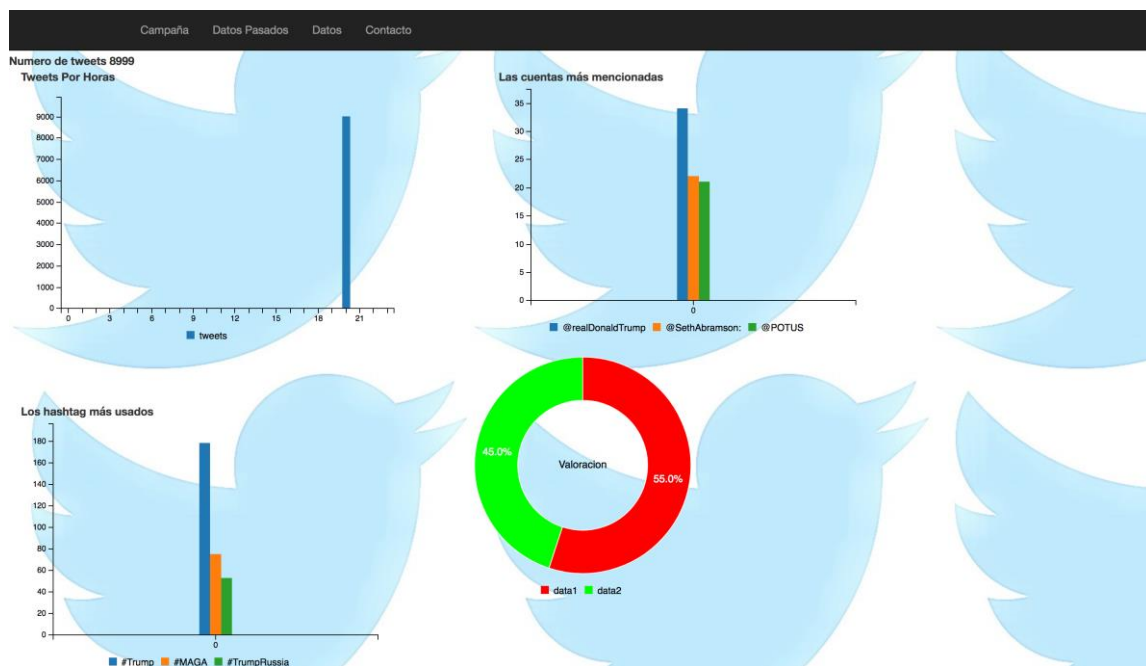 Campaña Datos Pasados Datos Contacto
Numero de tweets 8999
Tweets Por Horas
9000
8000
7000
6000
5000
4000
3000
2000
1000
0
0 3 6 9 12 15 18 21
tweets
Las cuentas más mencionadas
35
30
25
20
15
10
5
0
0
@realDonaldTrump @SethAbramson: @POTUS
Los hashtag más usados
180
160
140
120
100
80
60
40
20
0
0
#Trump #MAGA #TrumpRussia
45.0%
Valoracion
55.0%
data1 data2